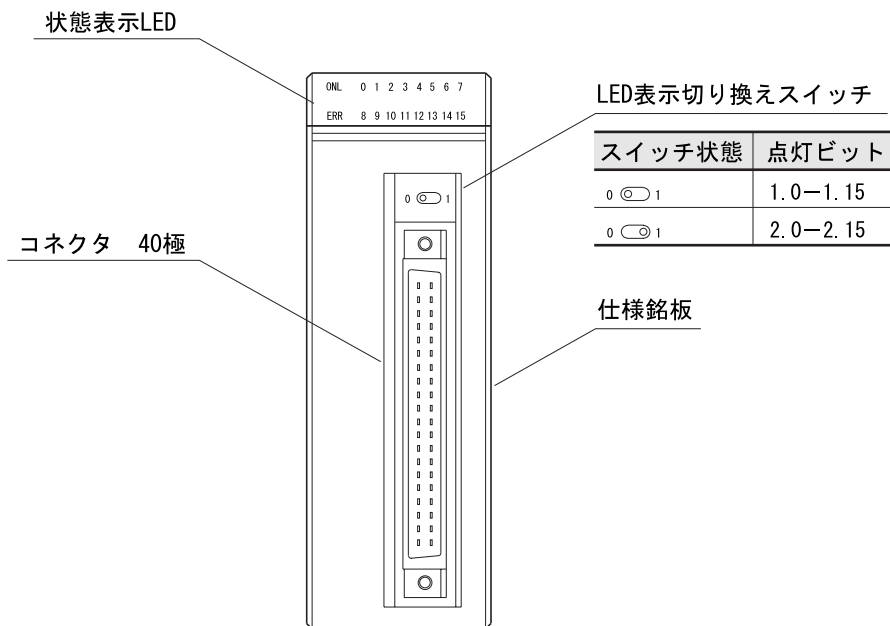 状態表示LED
ONL 0 1 2 3 4 5 6 7
ERR 8 9 10 11 12 13 14 15
LED表示切り換えスイッチ
スイッチ状態 点灯ビット
0 1 1.0－1.15
0 1 2.0－2.15
0 1
コネクタ 40極
仕様銘板